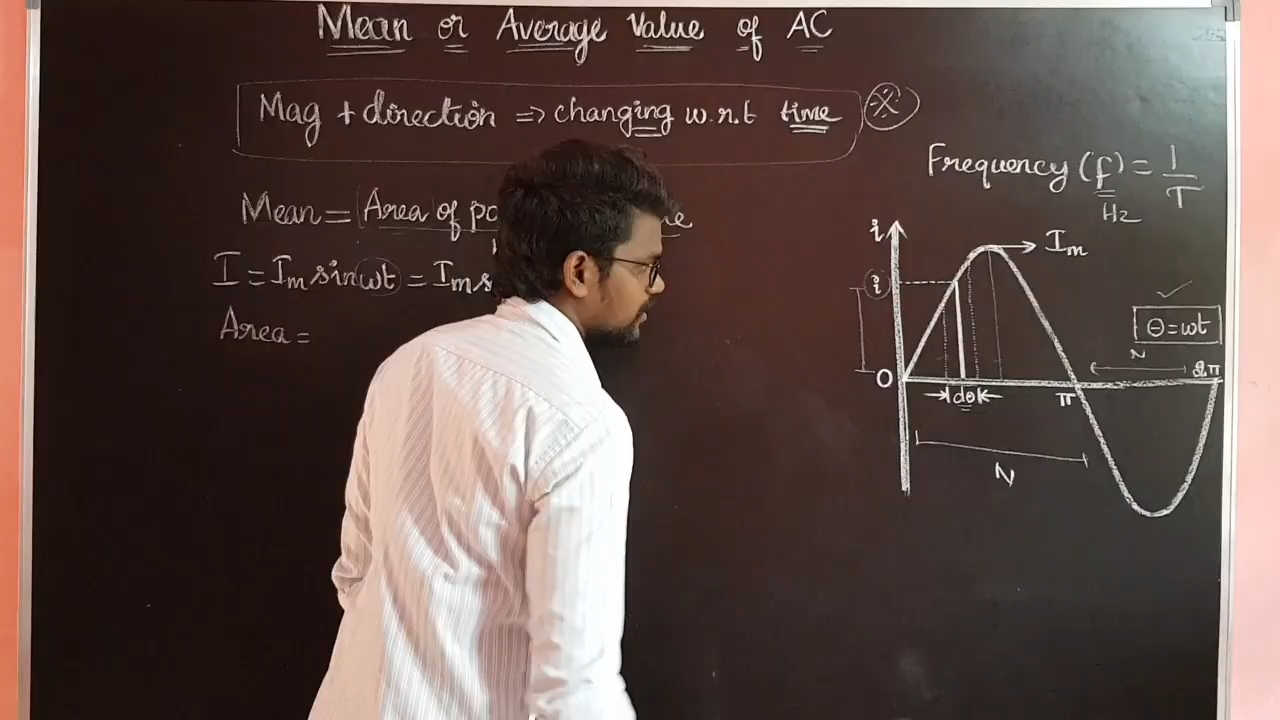 Mean or Average Value of AC
Mag + direction => changing w.r.t time
Frequency (f) = 1/T
Hz
Mean = Area of
I = Im sin ωt = Im
Area =
i
Im
i
θ = ωt
0
dθ
π
2π
N